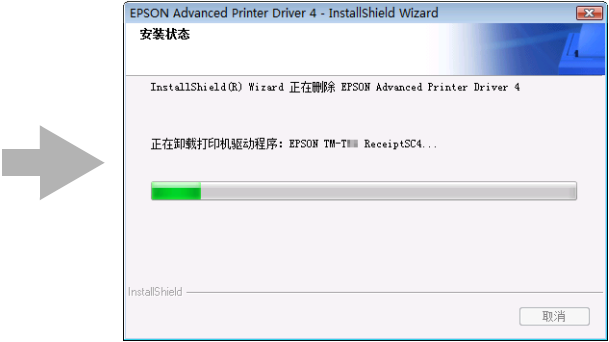 EPSON Advanced Printer Driver 4 - InstallShield Wizard
安装状态
InstallShield(R) Wizard 正在删除 EPSON Advanced Printer Driver 4
正在卸载打印机驱动程序: EPSON TM-T ReceiptSC4...
InstallShield
取消